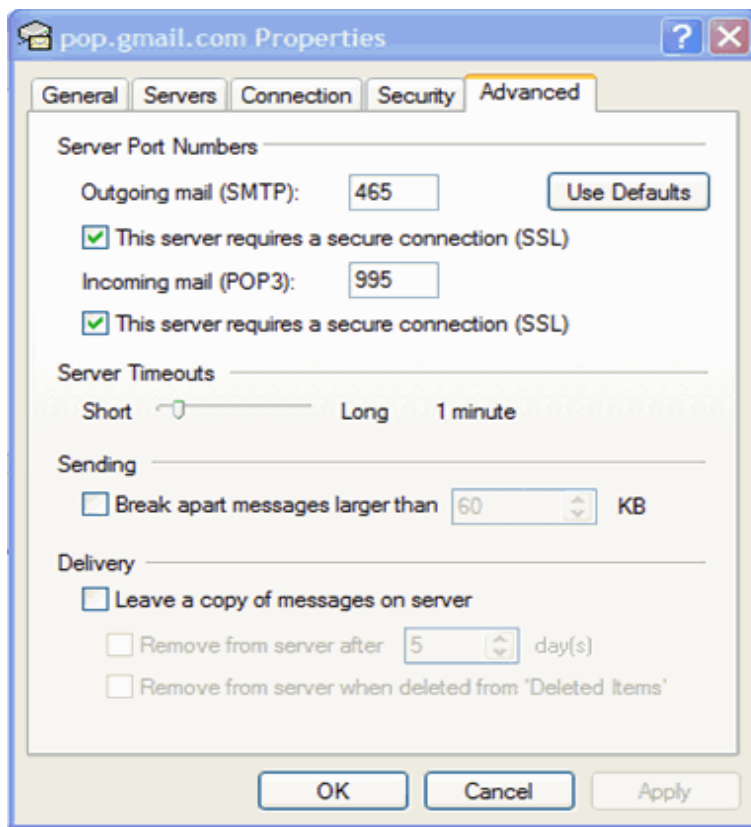 pop.gmail.com Properties
General Servers Connection Security Advanced
Server Port Numbers
Outgoing mail (SMTP): 465 Use Defaults
This server requires a secure connection (SSL)
Incoming mail (POP3): 995
This server requires a secure connection (SSL)
Server Timeouts
Short Long 1 minute
Sending
Break apart messages larger than 60 KB
Delivery
Leave a copy of messages on server
Remove from server after 5 day(s)
Remove from server when deleted from 'Deleted Items'
OK Cancel Apply